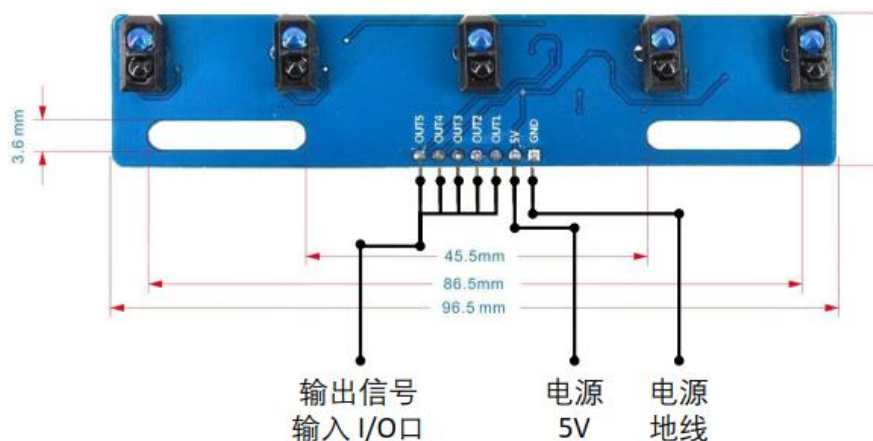 OUT5
OUT4
OUT3
OUT2
OUT1
5V
GND
3.6 mm
45.5mm
86.5mm
96.5 mm
输出信号
输入 I/O口
电源
5V
电源
地线